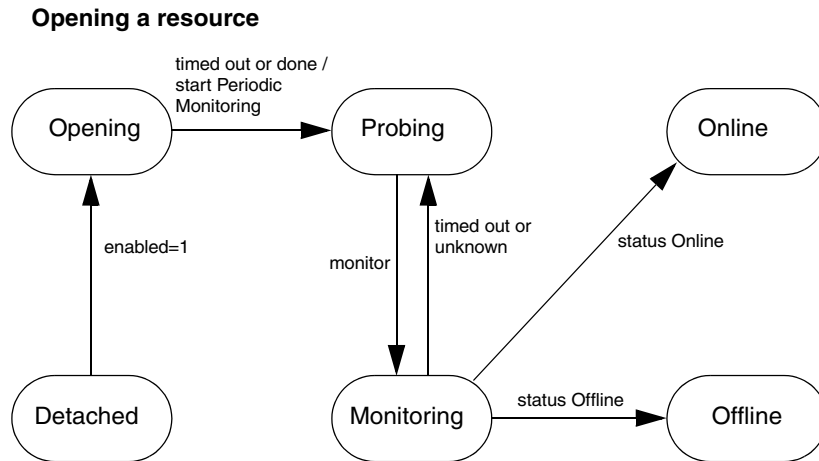 Opening a resource
timed out or done /
start Periodic
Monitoring
Opening
Probing
Online
enabled=1
monitor
timed out or
unknown
status Online
Detached
Monitoring
status Offline
Offline